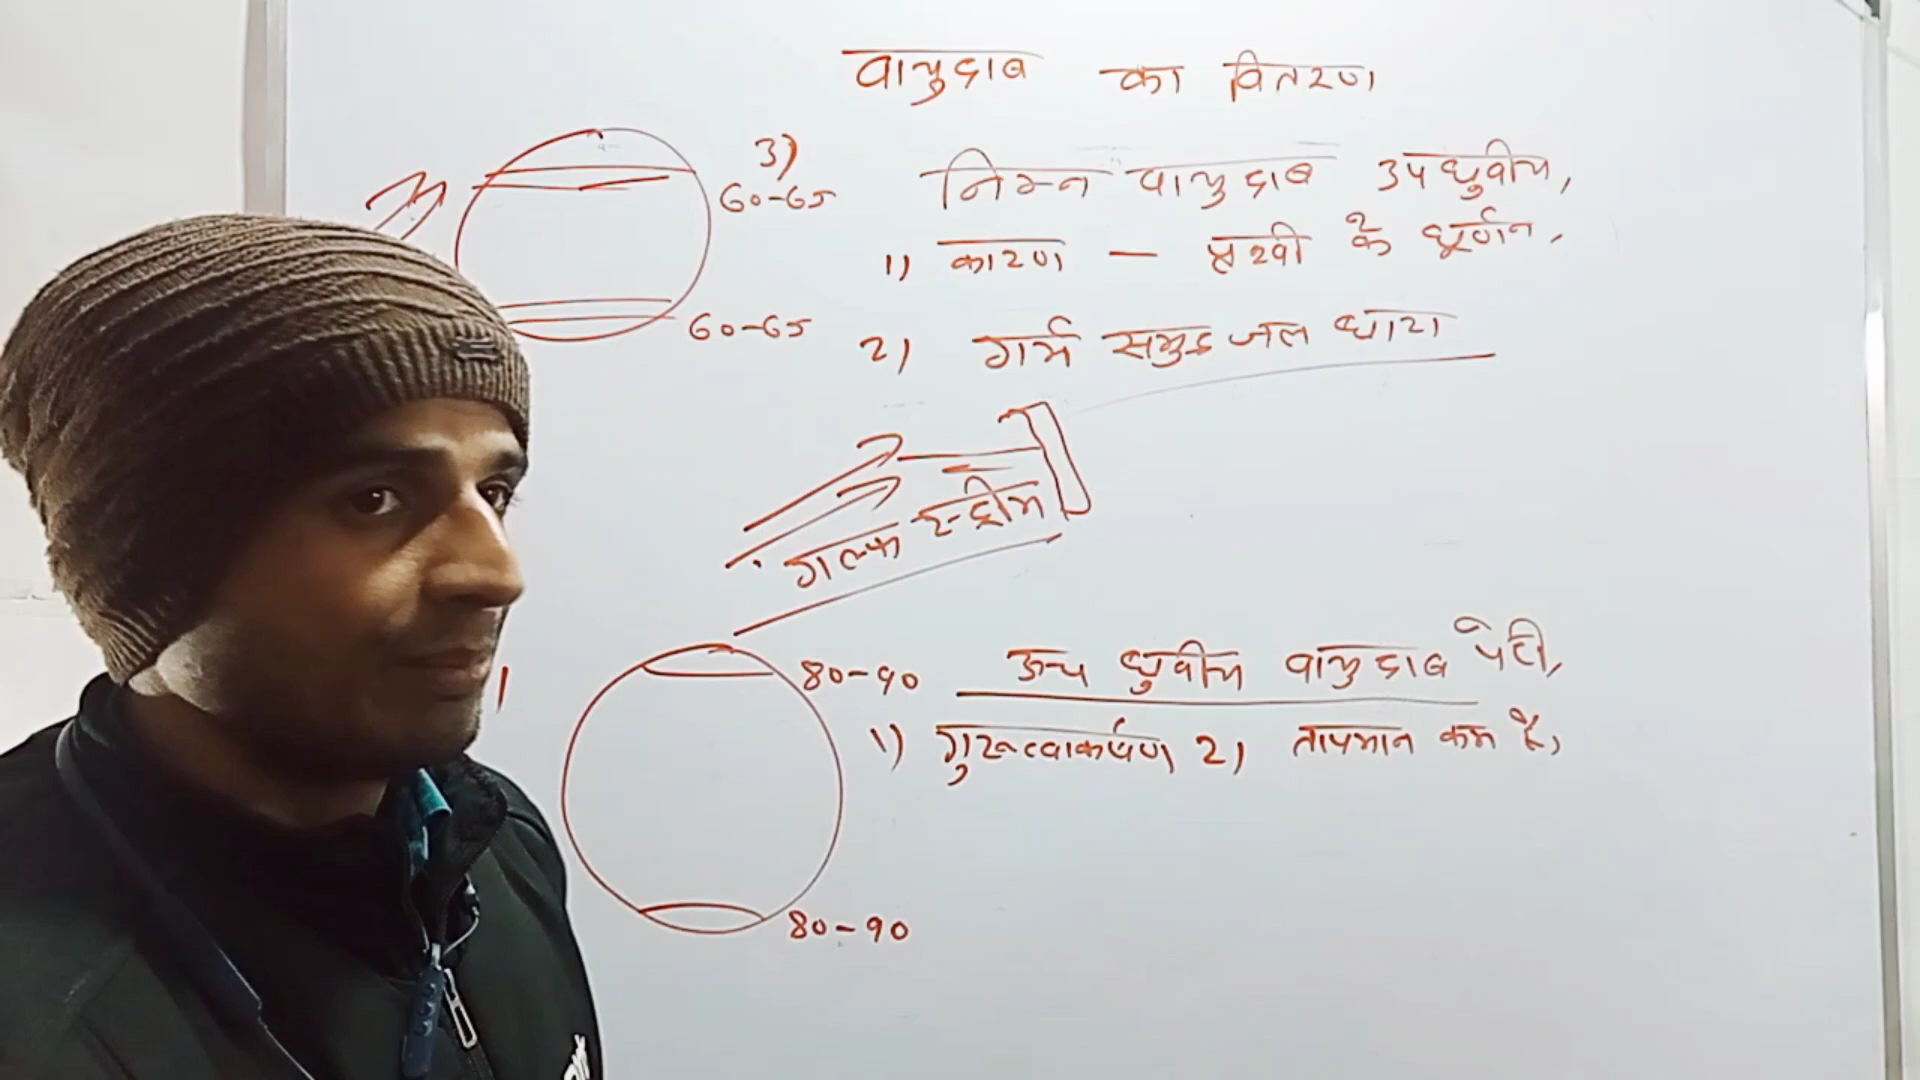 वायुदाब का वितरण
3)
60-65 निम्न वायुदाब उपध्रुवीय,
1) कारण — पृथ्वी के घूर्णन,
60-65
2) गर्म समुद्र जल धारा
गल्फ स्ट्रीम
80-90 उच्च ध्रुवीय वायुदाब पेटी,
1) गुरुत्वाकर्षण 2) तापमान कम है,
80-90